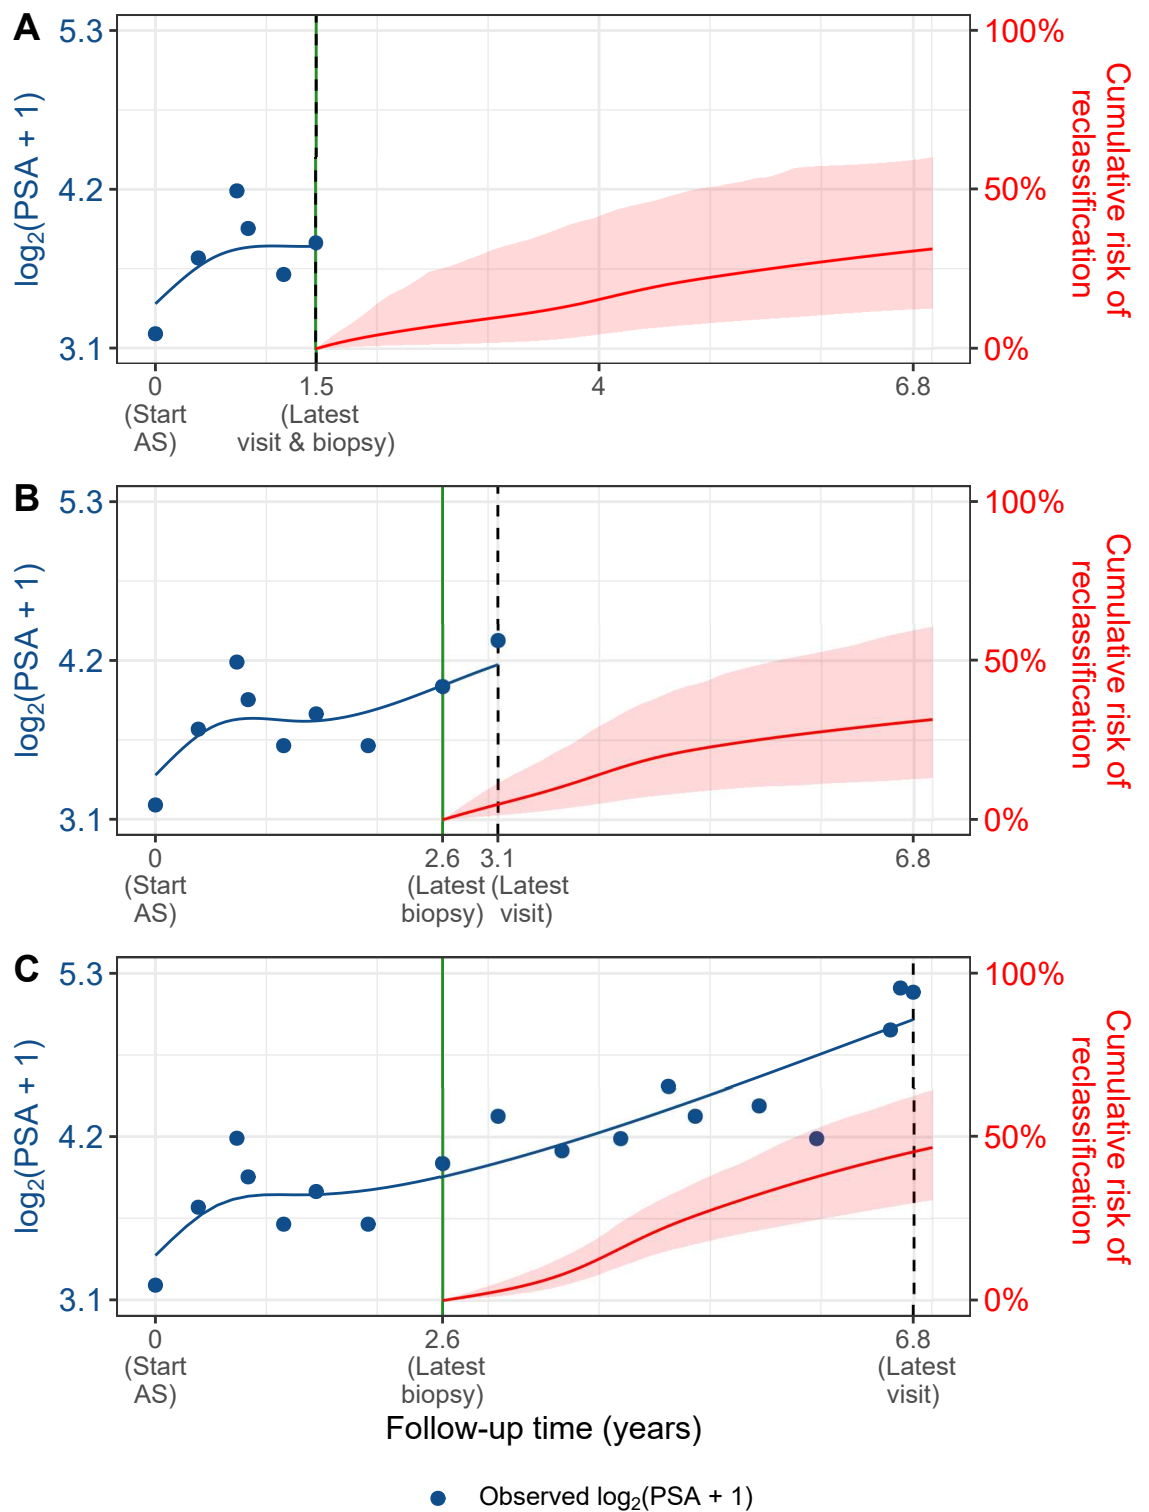 A
5.3
4.2
3.1
log₂(PSA + 1)
100%
50%
0%
Cumulative risk of
reclassification
0
(Start
AS)
1.5
(Latest
visit & biopsy)
4
6.8
B
5.3
4.2
3.1
log₂(PSA + 1)
100%
50%
0%
Cumulative risk of
reclassification
0
(Start
AS)
2.6
(Latest
biopsy)
3.1
(Latest
visit)
6.8
C
5.3
4.2
3.1
log₂(PSA + 1)
100%
50%
0%
Cumulative risk of
reclassification
0
(Start
AS)
2.6
(Latest
biopsy)
6.8
(Latest
visit)
Follow-up time (years)
Observed log₂(PSA + 1)